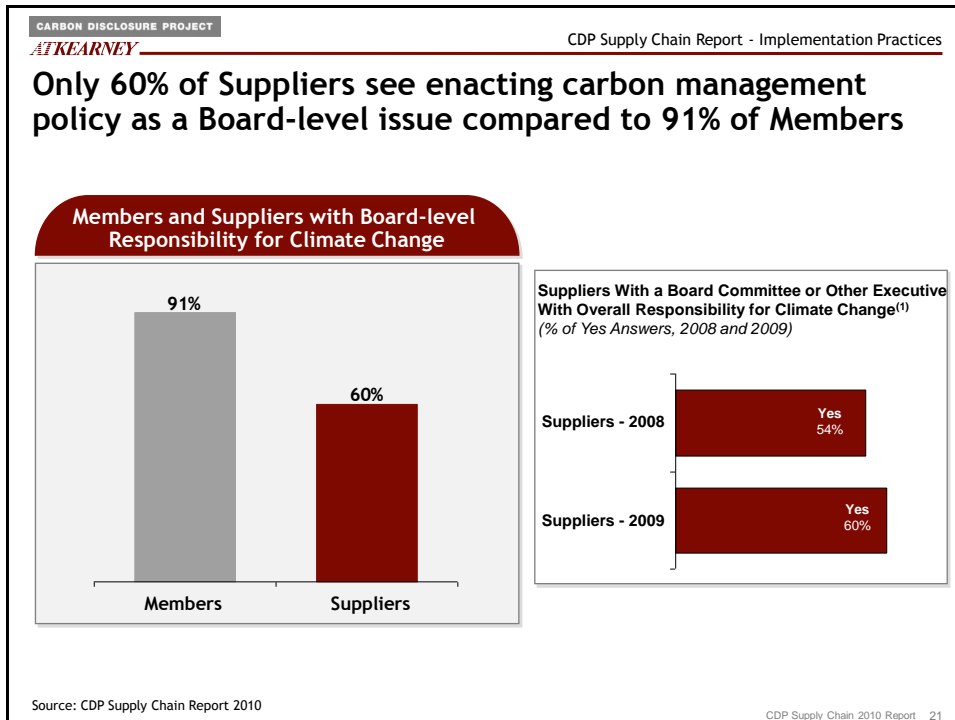 CARBON DISCLOSURE PROJECT
ATKEARNEY
CDP Supply Chain Report - Implementation Practices
Only 60% of Suppliers see enacting carbon management
policy as a Board-level issue compared to 91% of Members
Members and Suppliers with Board-level
Responsibility for Climate Change
91%
60%
Members
Suppliers
Suppliers With a Board Committee or Other Executive
With Overall Responsibility for Climate Change(1)
(% of Yes Answers, 2008 and 2009)
Suppliers - 2008
Yes
54%
Suppliers - 2009
Yes
60%
Source: CDP Supply Chain Report 2010
CDP Supply Chain 2010 Report 21